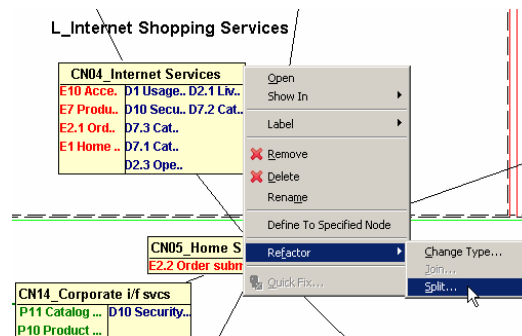 L_Internet Shopping Services
CN04_Internet Services
E10 Acce. D1 Usage.. D2.1 Liv..
E7 Produ.. D10 Secu.. D7.2 Cat..
E2.1 Ord.. D7.3 Cat..
E1 Home .. D7.1 Cat..
D2.3 Ope..
Open
Show In
Label
Remove
Delete
Rename
Define To Specified Node
Refactor
Quick Fix...
Change Type...
Join...
Split...
CN05_Home S
E2.2 Order subm
CN14_Corporate i/f svcs
P11 Catalog ... D10 Security...
P10 Product ...